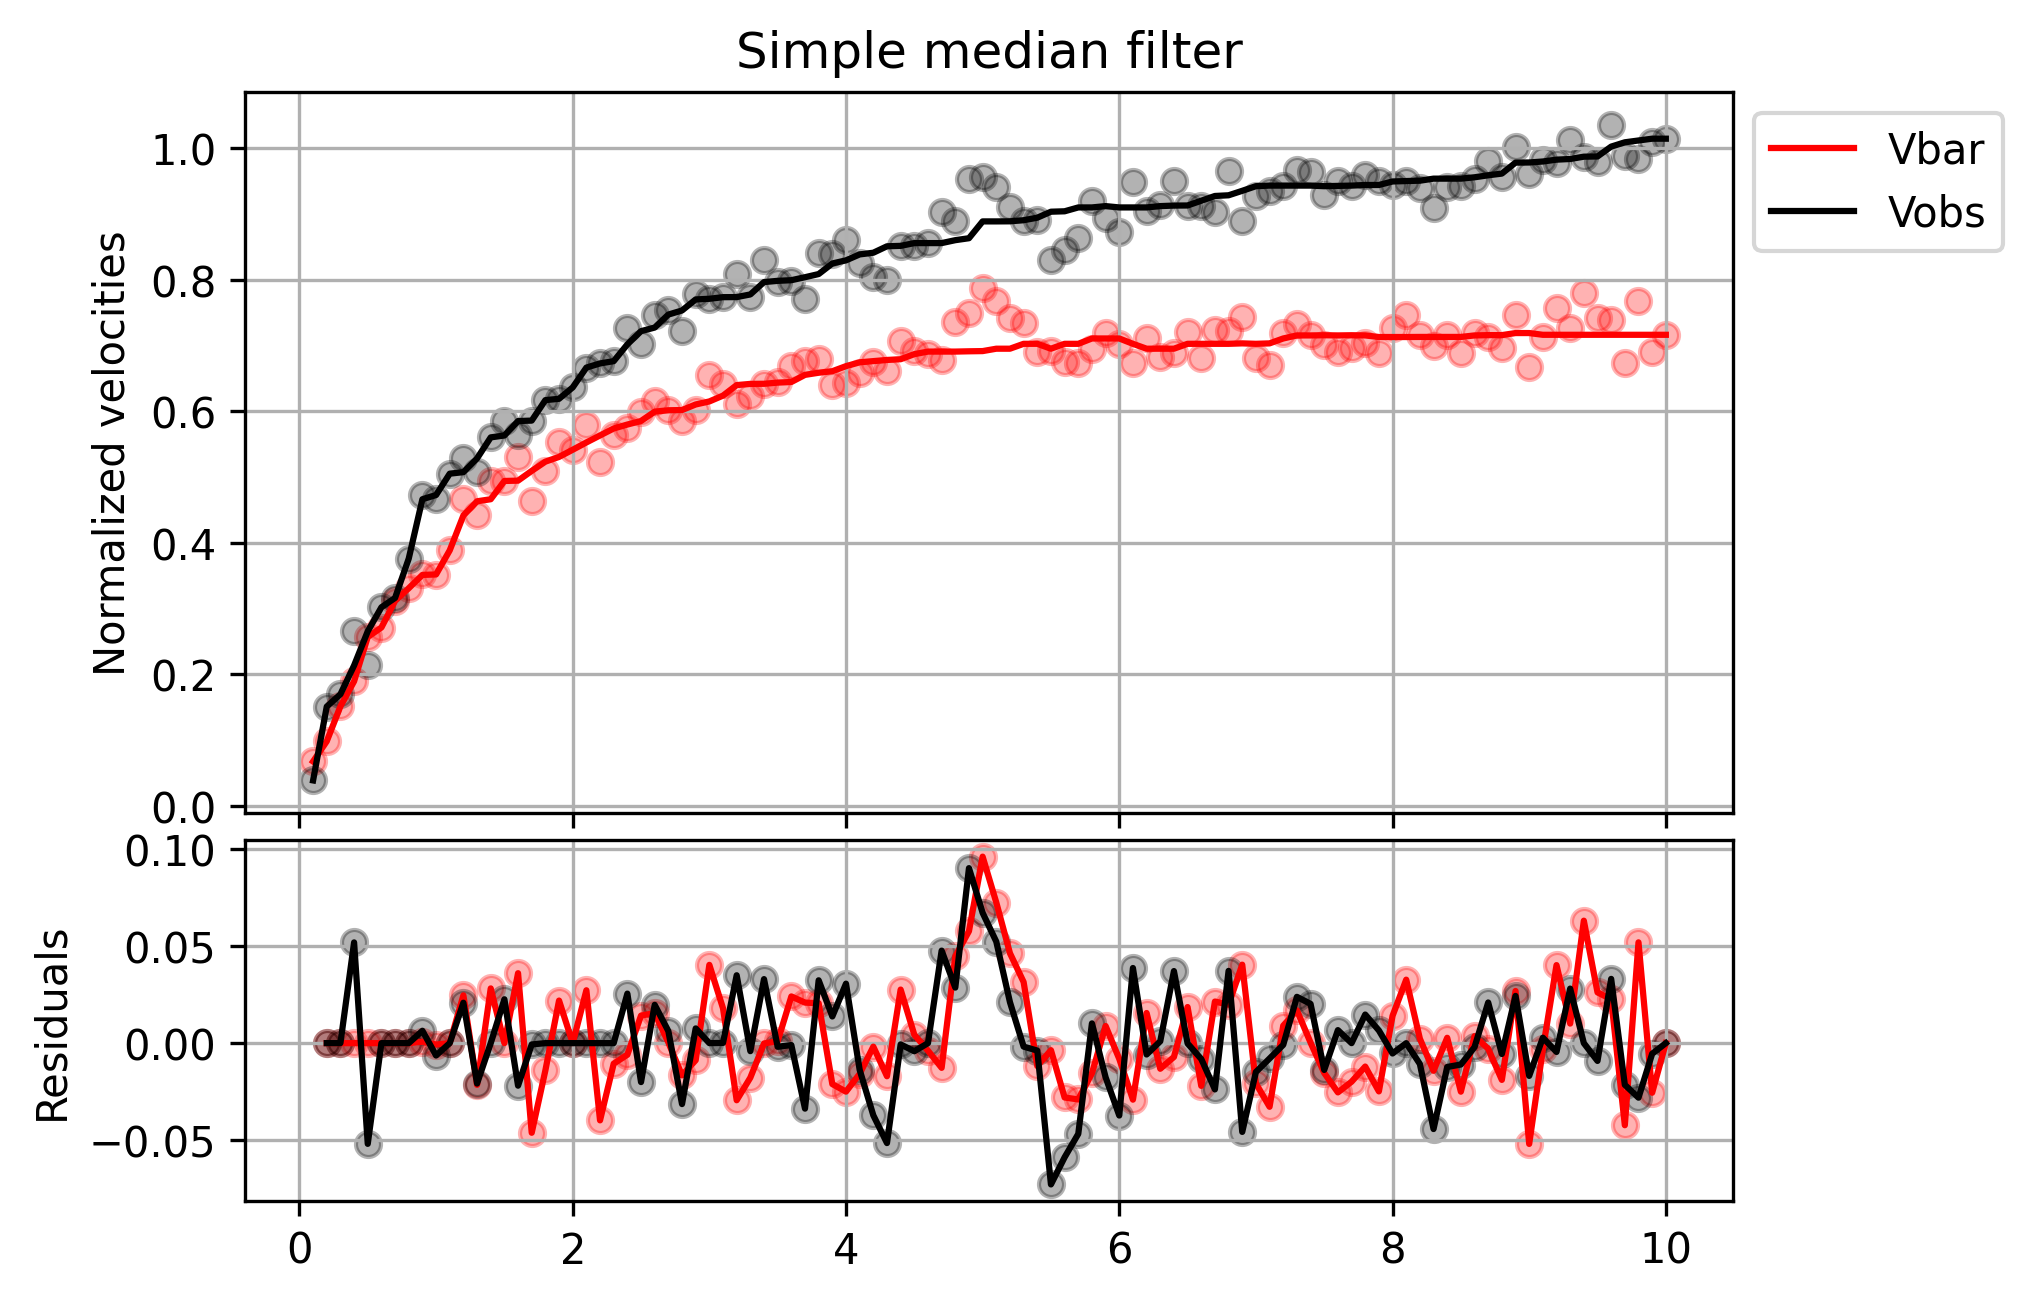 Simple median filter
Normalized velocities
1.0
0.8
0.6
0.4
0.2
0.0
Vbar
Vobs
Residuals
0.10
0.05
0.00
−0.05
0 2 4 6 8 10